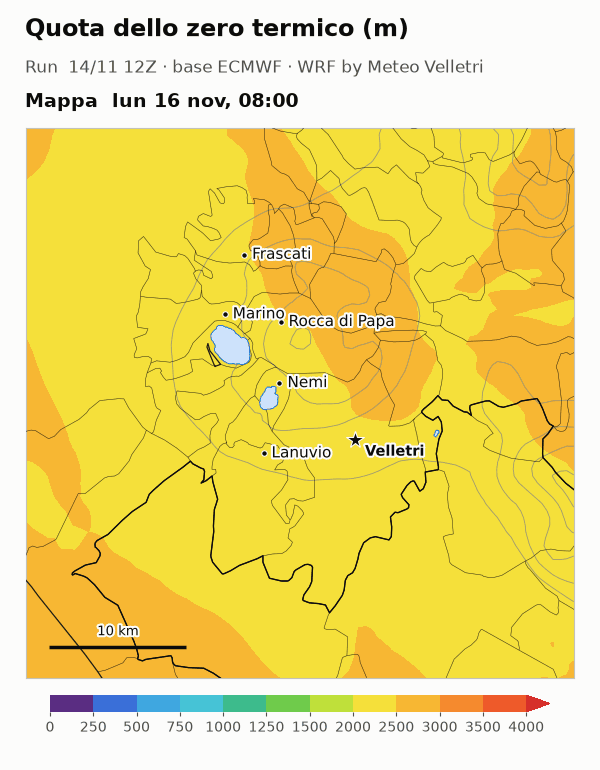 Quota dello zero termico (m)
Run 14/11 12Z · base ECMWF · WRF by Meteo Velletri
Mappa lun 16 nov, 08:00
Frascati
Marino
Rocca di Papa
Nemi
Velletri
Lanuvio
10 km
0 250 500 750 1000 1250 1500 2000 2500 3000 3500 4000